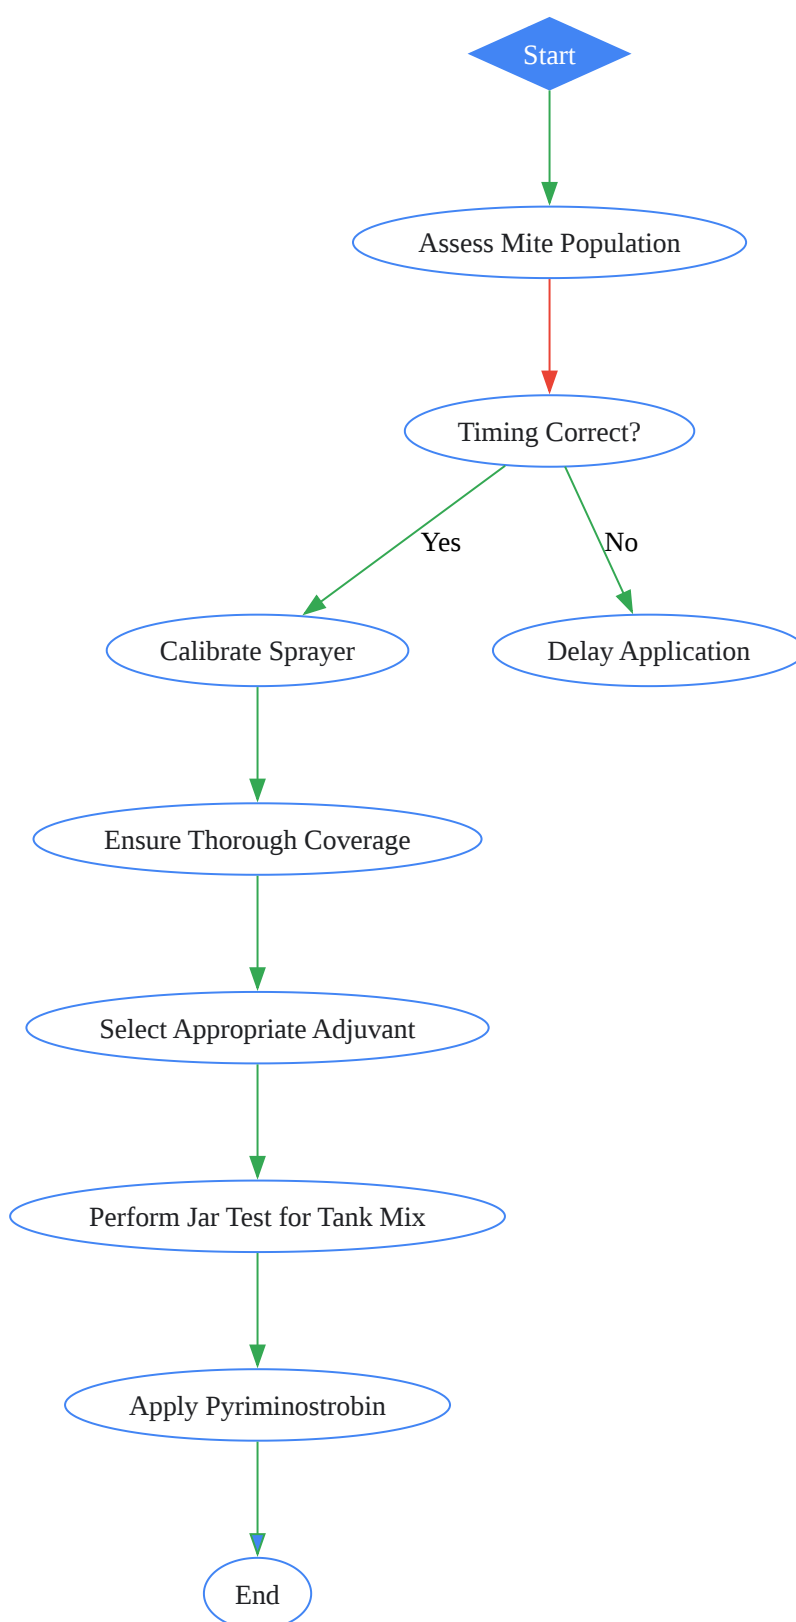 Start
Assess Mite Population
Timing Correct?
Yes
No
Calibrate Sprayer
Delay Application
Ensure Thorough Coverage
Select Appropriate Adjuvant
Perform Jar Test for Tank Mix
Apply Pyriminostrobin
End